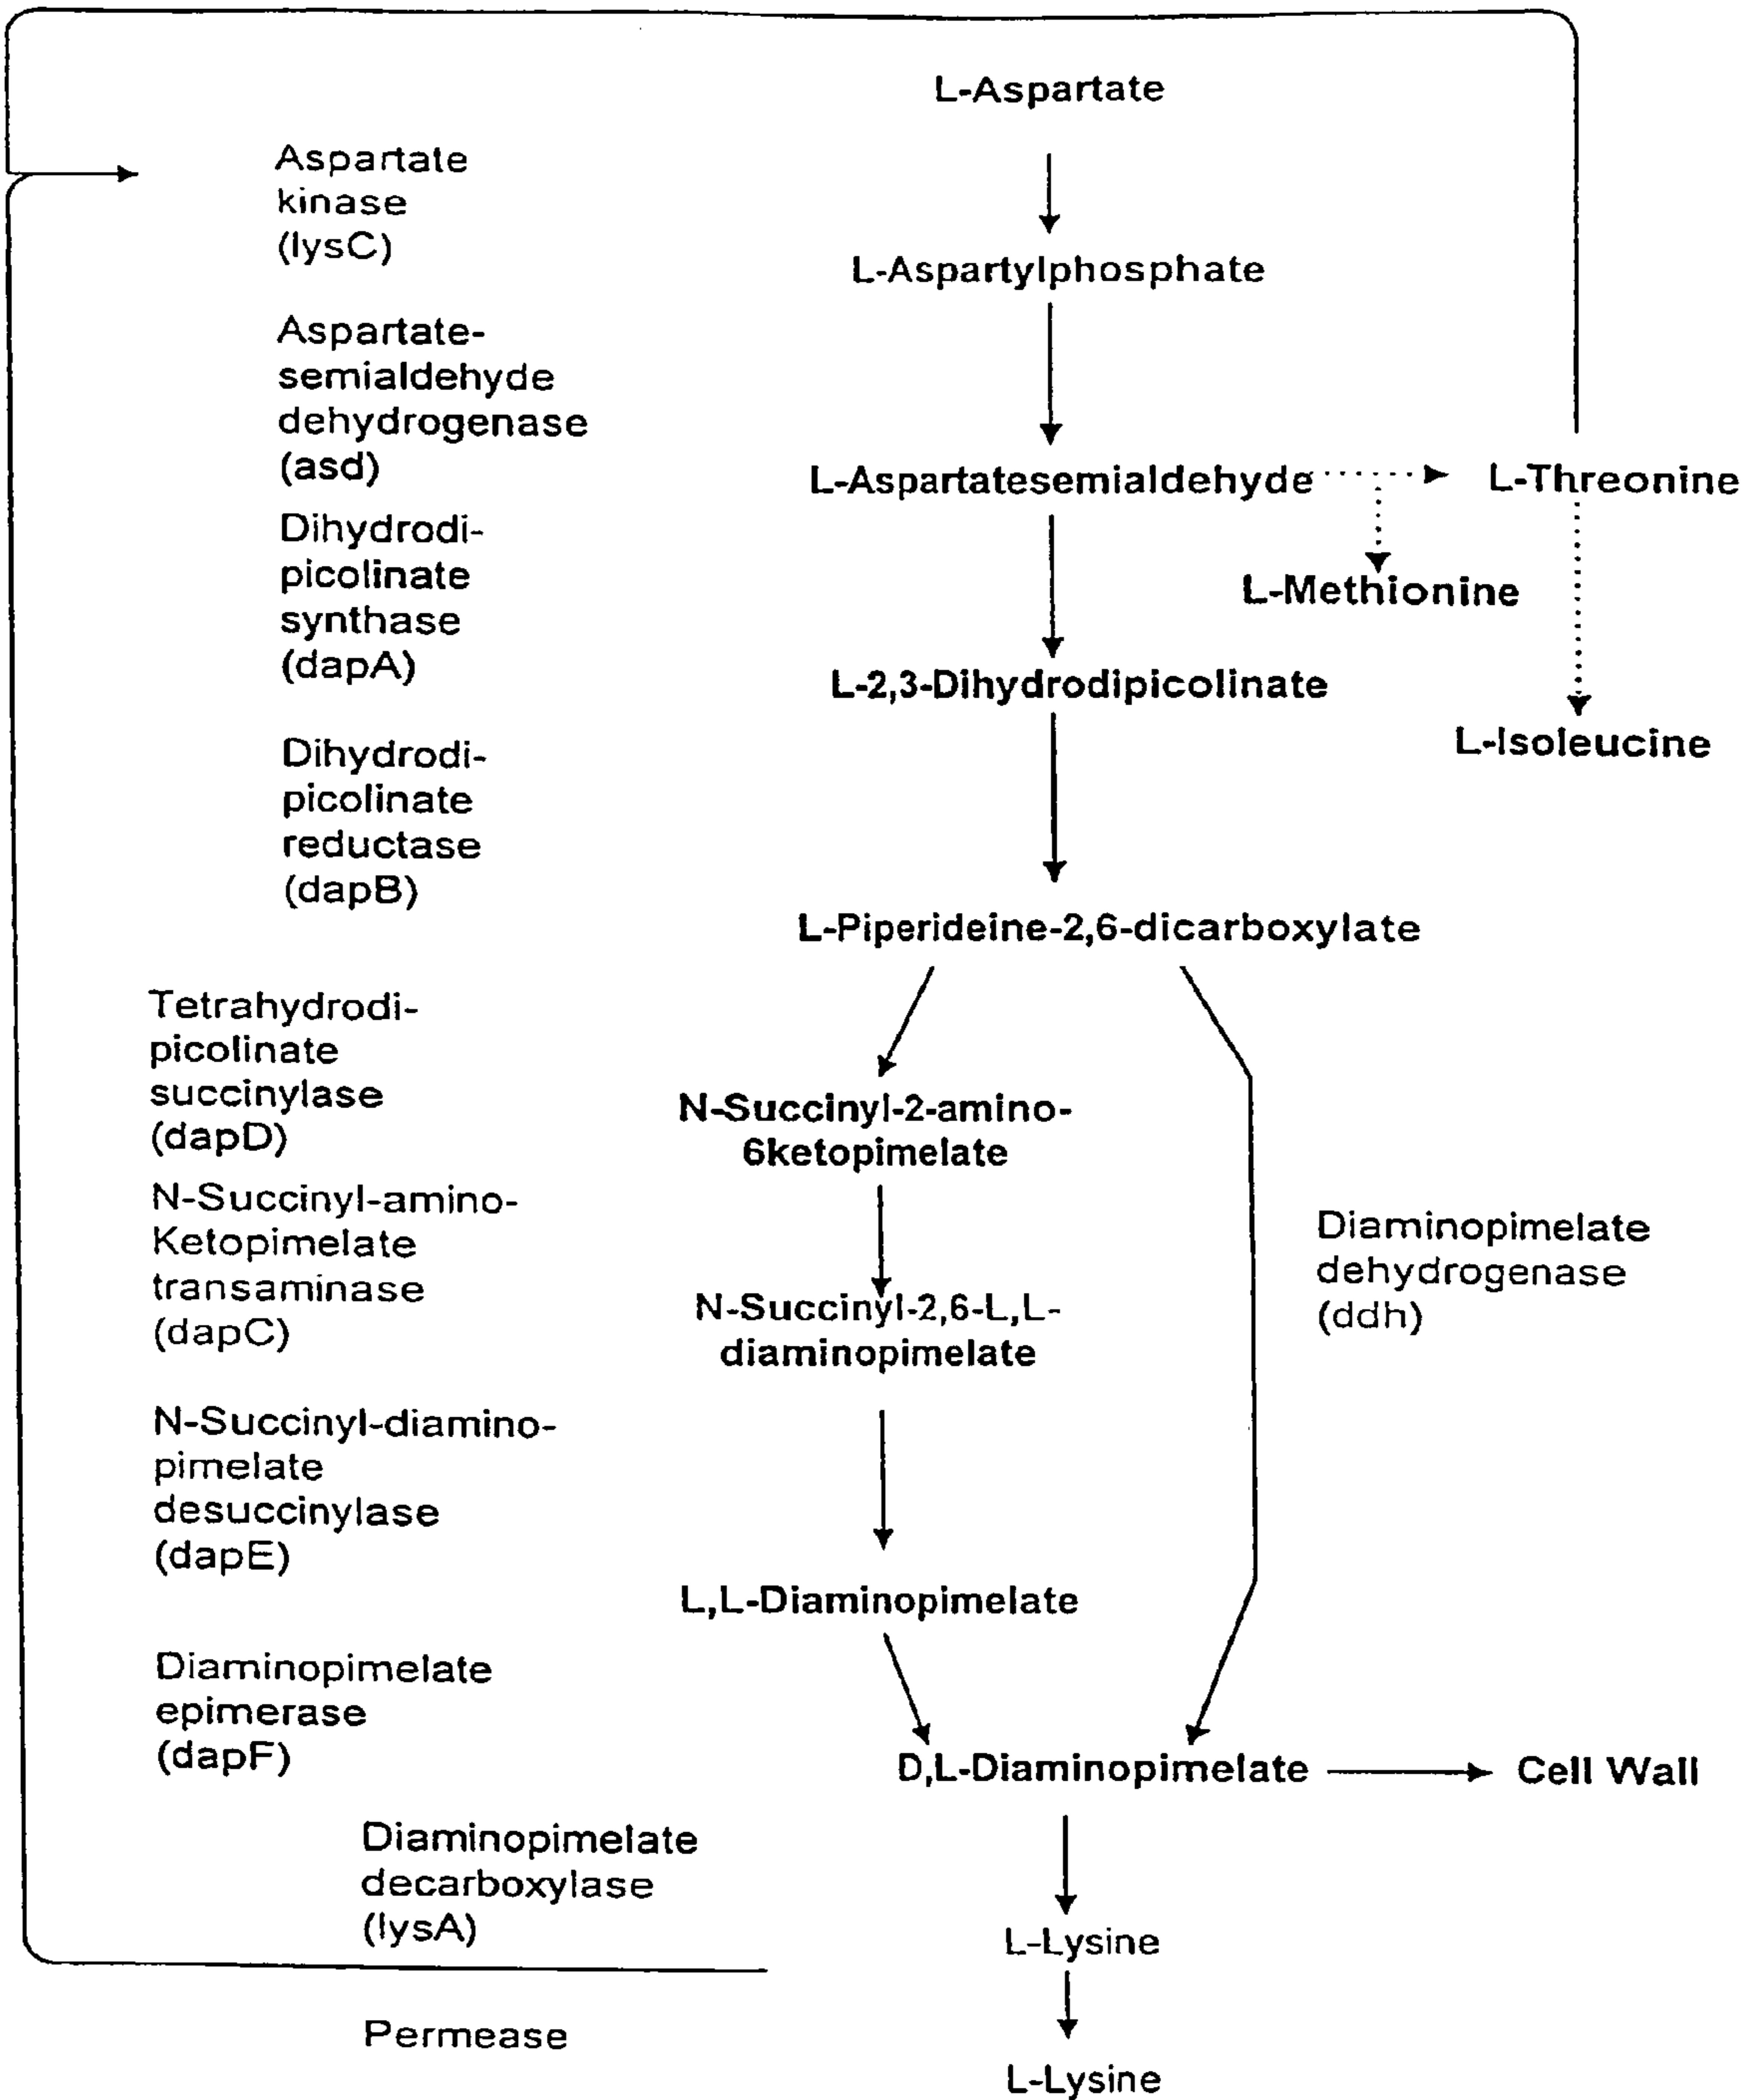 L-Aspartate
Aspartate
kinase
(lysC)
L-Aspartylphosphate
Aspartate-
semialdehyde
dehydrogenase
(asd)
L-Aspartatesemialdehyde
L-Threonine
Dihydrodi-
picolinate
synthase
(dapA)
L-Methionine
L-2,3-Dihydrodipicolinate
L-Isoleucine
Dihydrodi-
picolinate
reductase
(dapB)
L-Piperideine-2,6-dicarboxylate
Tetrahydrodi-
picolinate
succinylase
(dapD)
N-Succinyl-2-amino-
6ketopimelate
N-Succinyl-amino-
Ketopimelate
transaminase
(dapC)
Diaminopimelate
dehydrogenase
(ddh)
N-Succinyl-2,6-L,L-
diaminopimelate
N-Succinyl-diamino-
pimelate
desuccinylase
(dapE)
L,L-Diaminopimelate
Diaminopimelate
epimerase
(dapF)
D,L-Diaminopimelate
Cell Wall
Diaminopimelate
decarboxylase
(lysA)
L-Lysine
Permease
L-Lysine